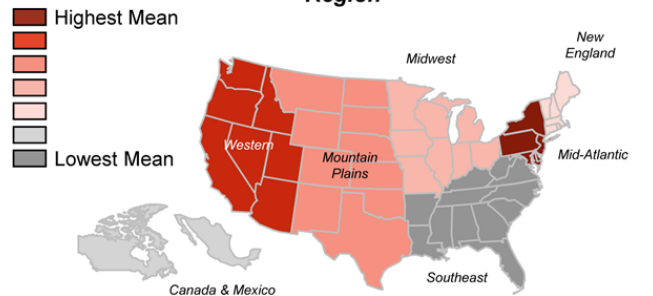 Region
Highest Mean
Lowest Mean
New
England
Midwest
Western
Mountain
Plains
Mid-Atlantic
Southeast
Canada & Mexico